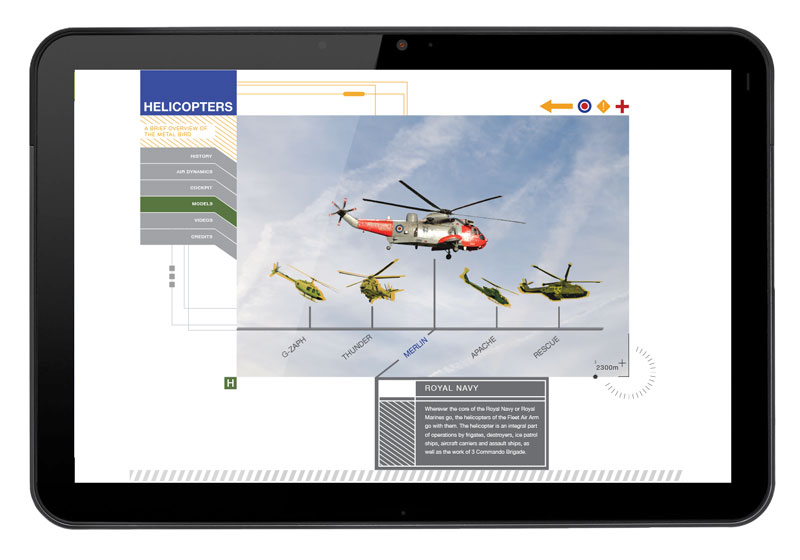 HELICOPTERS
A BRIEF OVERVIEW OF
THE METAL BIRD
HISTORY
AIR DYNAMICS
COCKPIT
MODELS
VIDEOS
CREDITS
G-ZAPH
THUNDER
MERLIN
APACHE
RESCUE
2300m
H
ROYAL NAVY
Wherever the core of the Royal Navy or Royal
Marines go, the helicopters of the Fleet Air Arm
go with them. The helicopter is an integral part
of operations by frigates, destroyers, ice patrol
ships, aircraft carriers and assault ships, as
well as the work of 3 Commando Brigade.